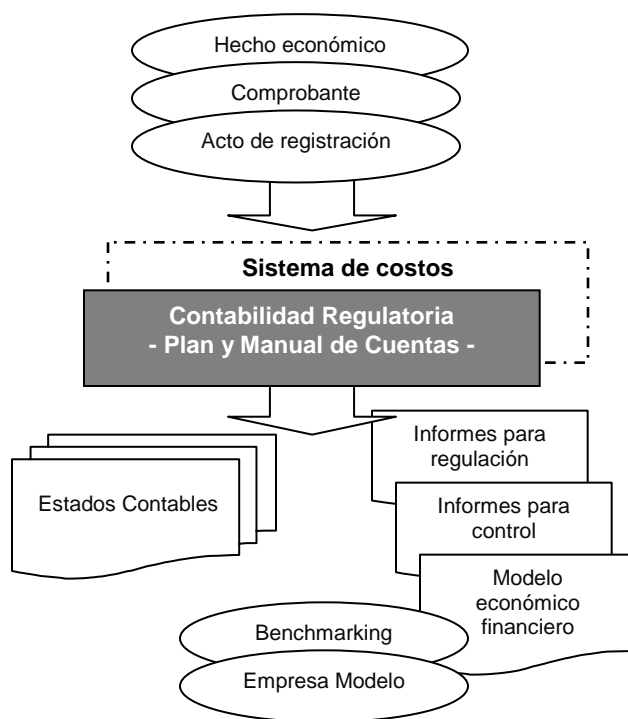 Hecho económico
Comprobante
Acto de registración
Sistema de costos
Contabilidad Regulatoria
- Plan y Manual de Cuentas -
Estados Contables
Informes para
regulación
Informes para
control
Modelo
económico
financiero
Benchmarking
Empresa Modelo